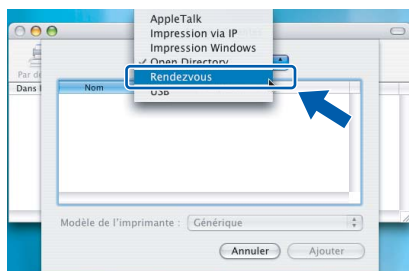 AppleTalk
Impression via IP
Impression Windows
✓ Open Directory
Rendezvous
USB
Par dé
Dans l
Nom
Modèle de l'imprimante :
Générique
Annuler
Ajouter